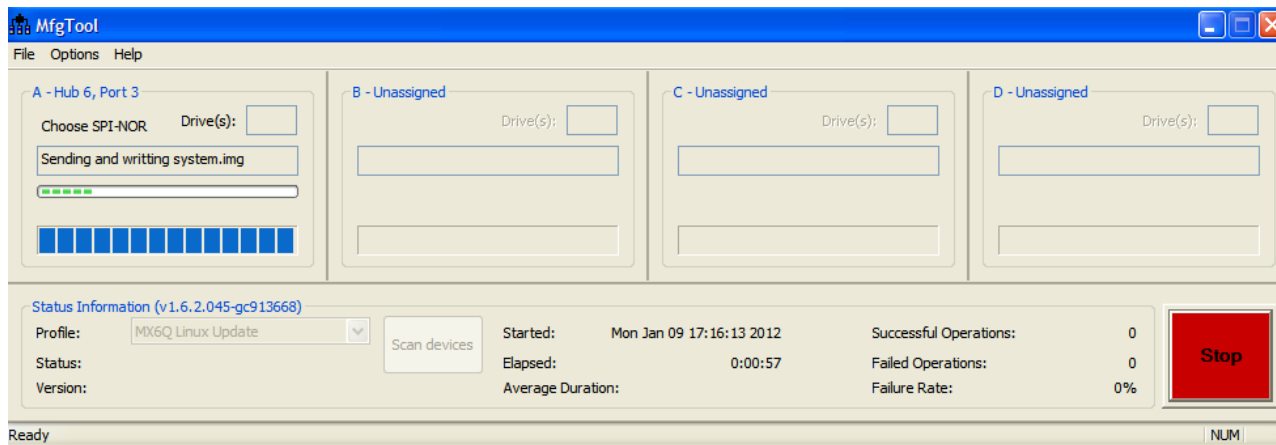 MfgTool
File Options Help
A - Hub 6, Port 3
Choose SPI-NOR Drive(s):
Sending and writting system.img
B - Unassigned
Drive(s):
C - Unassigned
Drive(s):
D - Unassigned
Drive(s):
Status Information (v1.6.2.045-gc913668)
Profile: MX6Q Linux Update
Status:
Version:
Scan devices
Started: Mon Jan 09 17:16:13 2012
Elapsed: 0:00:57
Average Duration:
Successful Operations: 0
Failed Operations: 0
Failure Rate: 0%
Stop
Ready NUM